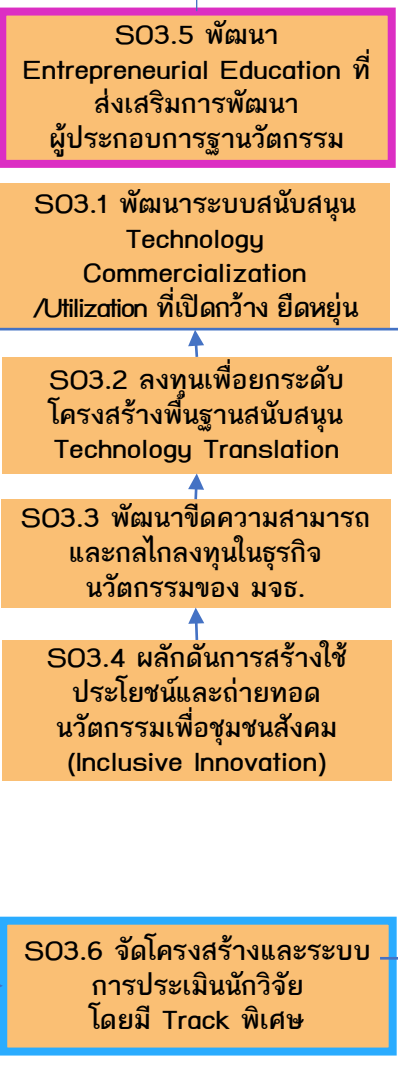 SO3.5 พัฒนา
Entrepreneurial Education ที่
ส่งเสริมการพัฒนา
ผู้ประกอบการฐานวัตกรรม
SO3.1 พัฒนาระบบสนับสนุน
Technology
Commercialization
/Utilization ที่เปิดกว้าง ยืดหยุ่น
SO3.2 ลงทุนเพื่อยกระดับ
โครงสร้างพื้นฐานสนับสนุน
Technology Translation
SO3.3 พัฒนาขีดความสามารถ
และกลไกลงทุนในธุรกิจ
นวัตกรรมของ มจธ.
SO3.4 ผลักดันการสร้างใช้
ประโยชน์และถ่ายทอด
นวัตกรรมเพื่อชุมชนสังคม
(Inclusive Innovation)
SO3.6 จัดโครงสร้างและระบบ
การประเมินนักวิจัย
โดยมี Track พิเศษ